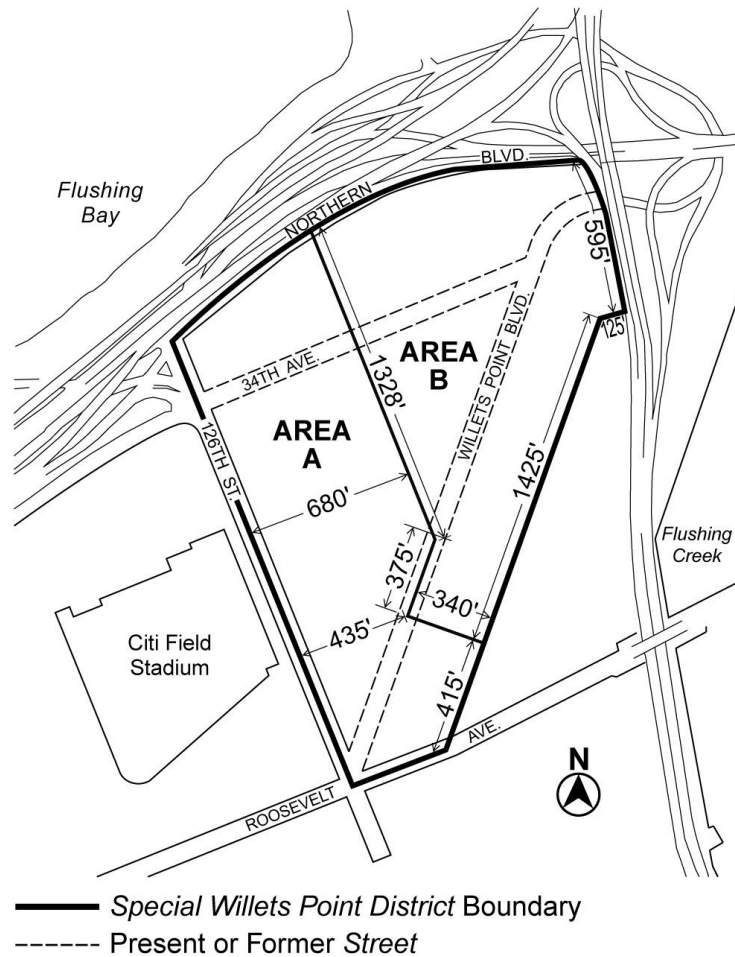 BLVD.
NORTHERN
Flushing
Bay
595'
125'
34TH AVE.
AREA
B
1328'
WILLETS POINT BLVD.
AREA
A
126TH ST.
680'
1425'
Flushing
Creek
375'
340'
435'
Citi Field
Stadium
415'
AVE.
ROOSEVELT
N
Special Willets Point District Boundary
Present or Former Street